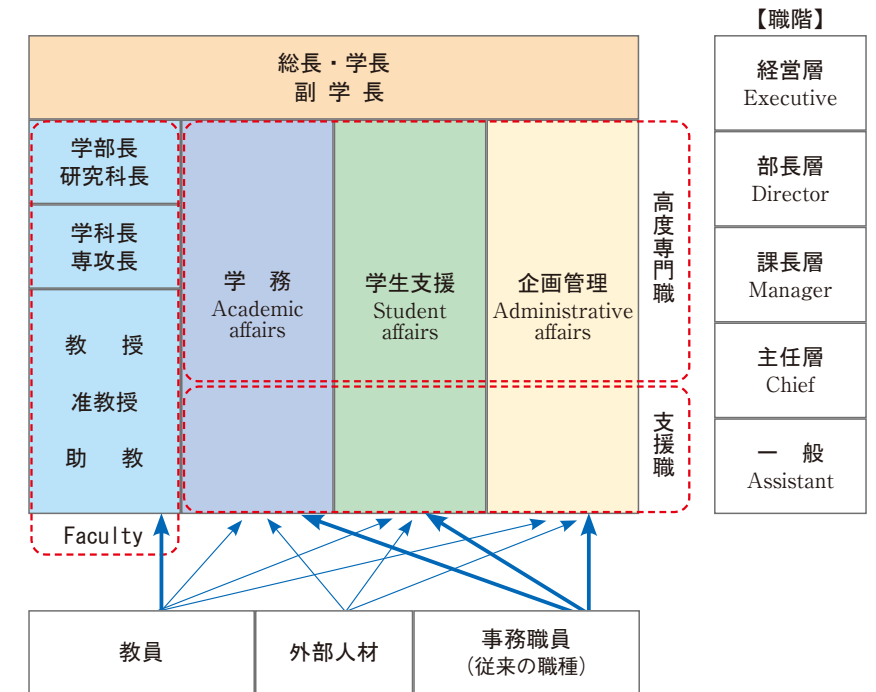 【職階】
総長・学長
副 学 長
学部長
研究科長
学科長
専攻長
教　授
准教授
助　教
Faculty
学　務
Academic
affairs
学生支援
Student
affairs
企画管理
Administrative
affairs
高度専門職
支援職
経営層
Executive
部長層
Director
課長層
Manager
主任層
Chief
一　般
Assistant
教員
外部人材
事務職員
（従来の職種）